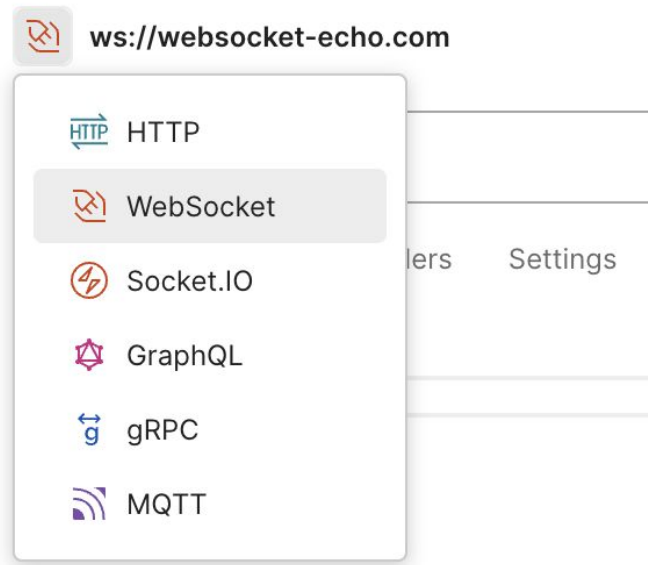 ws://websocket-echo.com
HTTP HTTP
WebSocket
Settings
Socket.IO
GraphQL
g gRPC
MQTT